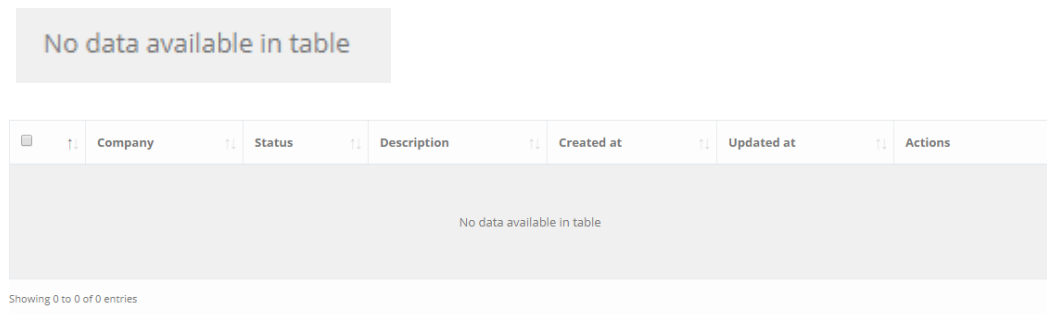 No data available in table
Company Status Description Created at Updated at Actions
No data available in table
Showing 0 to 0 of 0 entries